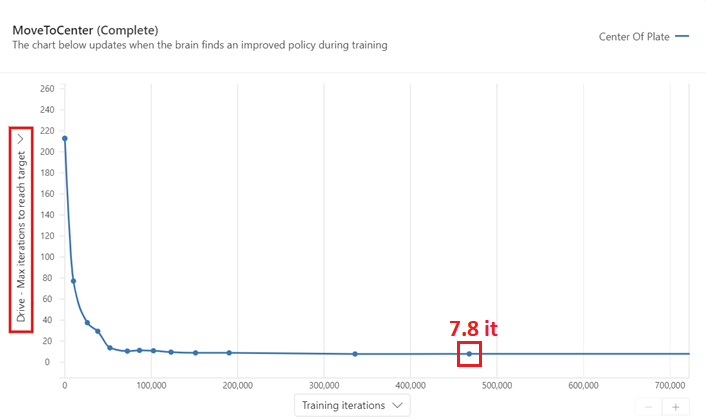 MoveToCenter (Complete)
The chart below updates when the brain finds an improved policy during training
Center Of Plate
Drive - Max iterations to reach target
260
240
220
200
180
160
140
120
100
80
60
40
20
0
7.8 it
0 100,000 200,000 300,000 400,000 500,000 600,000 700,000
Training iterations